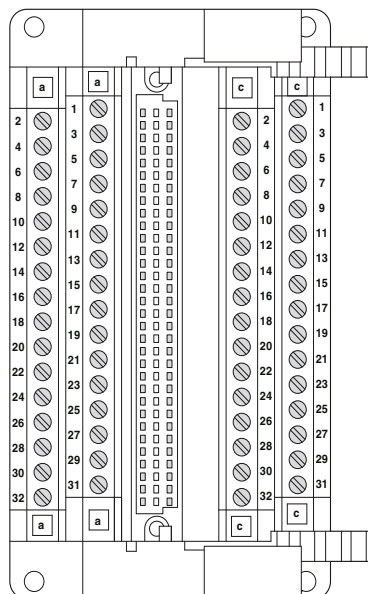 a a c c
1 2 1
2 3 4 3
4 5 6 5
6 7 8 7
8 9 10 9
10 11 12 11
12 13 14 13
14 15 16 15
16 17 18 17
18 19 20 19
20 21 22 21
22 23 24 23
24 25 26 25
26 27 28 27
28 29 30 29
30 31 32 31
32
a a c c